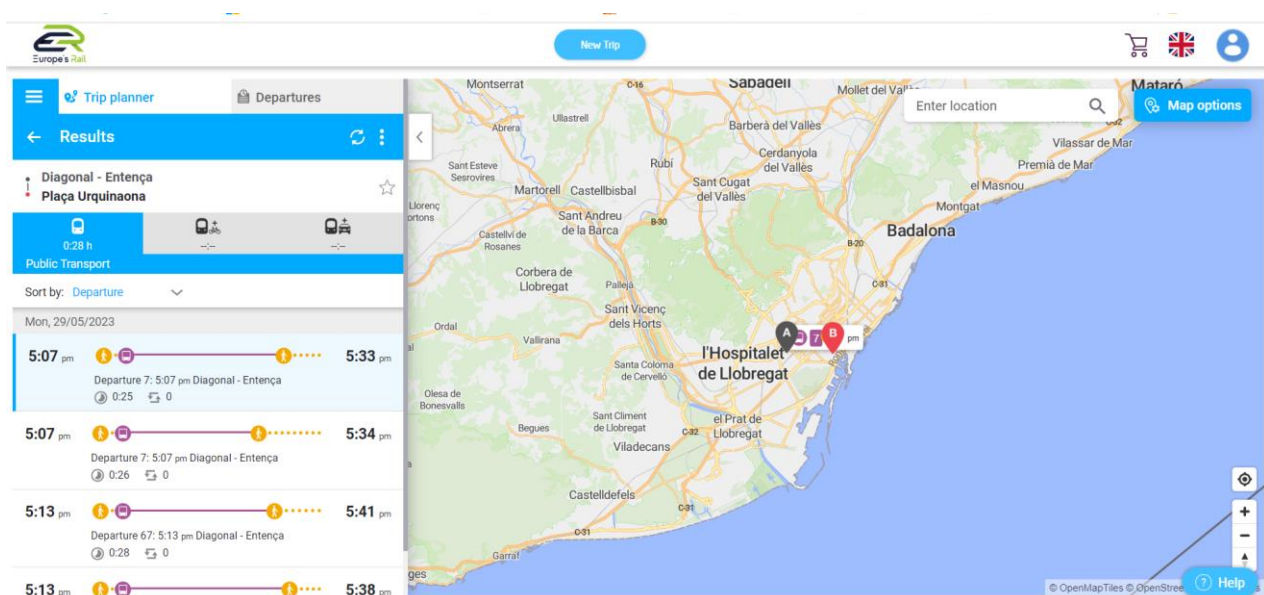 Europe's Rail
New Trip
Trip planner
Departures
Results
Diagonal - Entença
Plaça Urquinaona
0:28 h
--:--
--:--
Public Transport
Sort by: Departure
Mon, 29/05/2023
5:07 pm 5:33 pm
Departure 7: 5:07 pm Diagonal - Entença
0:25 0
5:07 pm 5:34 pm
Departure 7: 5:07 pm Diagonal - Entença
0:26 0
5:13 pm 5:41 pm
Departure 67: 5:13 pm Diagonal - Entença
0:28 0
5:13 pm 5:38 pm
Enter location
Map options
Montserrat
C-16
Sabadell
Mollet del
Mataró
Ullastrell
Abrera
Barberà del Vallès
Vilassar de Mar
Cerdanyola
del Vallès
Rubí
Premià de Mar
Sant Esteve
Sesrovires
Sant Cugat
del Vallès
el Masnou
Martorell
Castellbisbal
Montgat
Sant Andreu
de la Barca
B-30
Badalona
Castellví de
Rosanes
B-20
Corbera de
Llobregat
Pallejà
C-31
Sant Vicenç
dels Horts
Ordal
Vallirana
A
7
B
pm
l'Hospitalet
de Llobregat
Santa Coloma
de Cervelló
Olesa de
Bonesvalls
Sant Climent
de Llobregat
el Prat de
Llobregat
Begues
C-32
Viladecans
Castelldefels
C-31
C-31
Garraf
© OpenMapTiles
Help